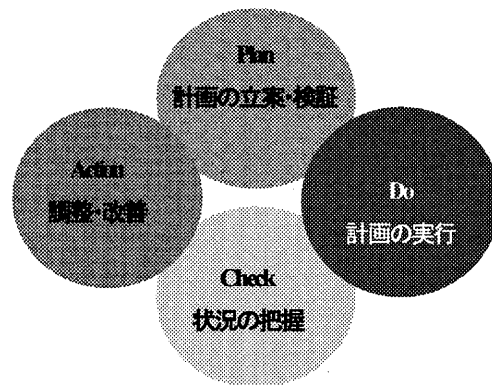 Plan
計画の立案・検証
Do
計画の実行
Check
状況の把握
Action
調整・改善